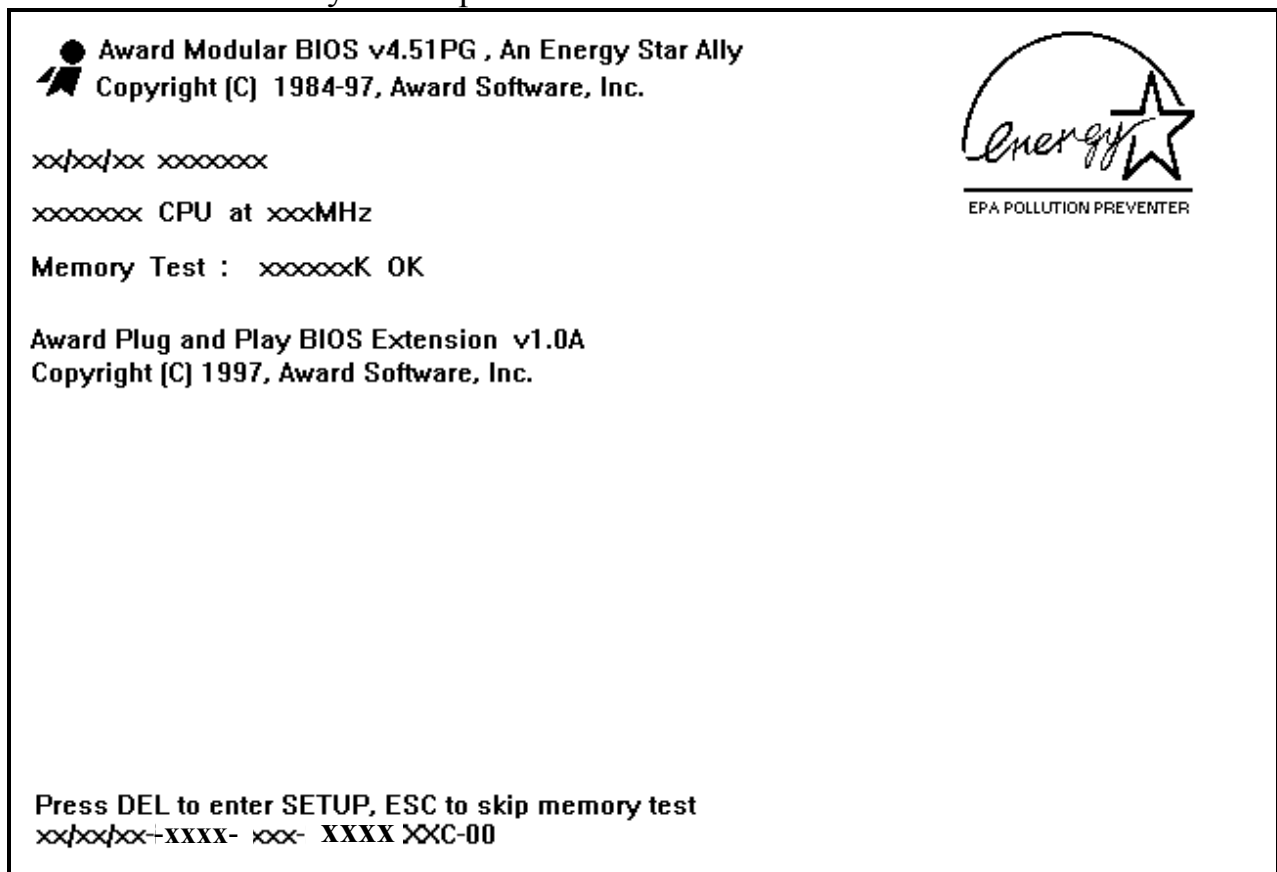 Award Modular BIOS v4.51PG , An Energy Star Ally
Copyright (C) 1984-97, Award Software, Inc.
energy
EPA POLLUTION PREVENTER
xx/xx/xx xxxxxxx
xxxxxxx CPU at xxxMHz
Memory Test : xxxxxxK OK
Award Plug and Play BIOS Extension v1.0A
Copyright (C) 1997, Award Software, Inc.
Press DEL to enter SETUP, ESC to skip memory test
xx/xx/xx--xxxx- xxx- XXXX XXC-00